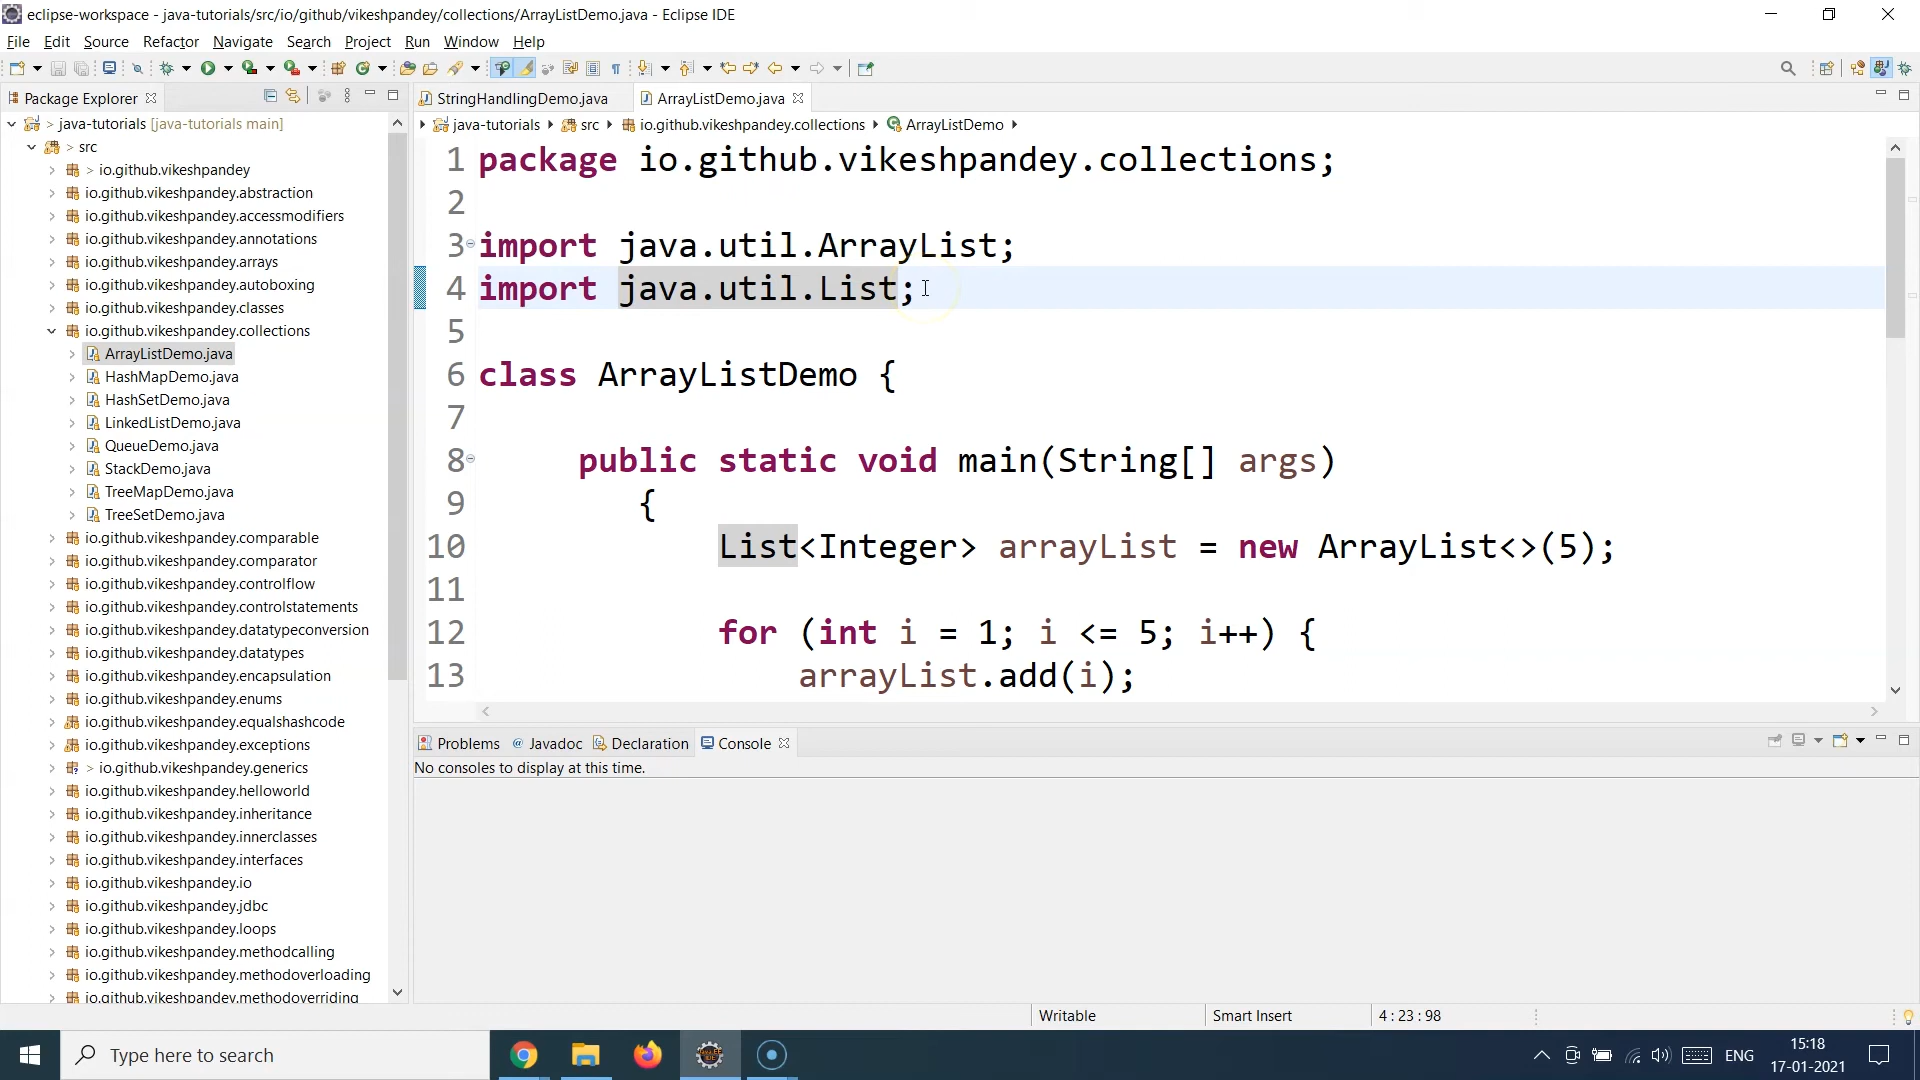 eclipse-workspace - java-tutorials/src/io/github/vikeshpandey/collections/ArrayListDemo.java - Eclipse IDE
File Edit Source Refactor Navigate Search Project Run Window Help
Package Explorer
> java-tutorials [java-tutorials main]
> src
> io.github.vikeshpandey
io.github.vikeshpandey.abstraction
io.github.vikeshpandey.accessmodifiers
io.github.vikeshpandey.annotations
io.github.vikeshpandey.arrays
io.github.vikeshpandey.autoboxing
io.github.vikeshpandey.classes
io.github.vikeshpandey.collections
ArrayListDemo.java
HashMapDemo.java
HashSetDemo.java
LinkedListDemo.java
QueueDemo.java
StackDemo.java
TreeMapDemo.java
TreeSetDemo.java
io.github.vikeshpandey.comparable
io.github.vikeshpandey.comparator
io.github.vikeshpandey.controlflow
io.github.vikeshpandey.controlstatements
io.github.vikeshpandey.datatypeconversion
io.github.vikeshpandey.datatypes
io.github.vikeshpandey.encapsulation
io.github.vikeshpandey.enums
io.github.vikeshpandey.equalshashcode
io.github.vikeshpandey.exceptions
> io.github.vikeshpandey.generics
io.github.vikeshpandey.helloworld
io.github.vikeshpandey.inheritance
io.github.vikeshpandey.innerclasses
io.github.vikeshpandey.interfaces
io.github.vikeshpandey.io
io.github.vikeshpandey.jdbc
io.github.vikeshpandey.loops
io.github.vikeshpandey.methodcalling
io.github.vikeshpandey.methodoverloading
io.github.vikeshpandey.methodoverriding
StringHandlingDemo.java ArrayListDemo.java
java-tutorials src io.github.vikeshpandey.collections ArrayListDemo
1 package io.github.vikeshpandey.collections;
2
3 import java.util.ArrayList;
4 import java.util.List;
5
6 class ArrayListDemo {
7
8 public static void main(String[] args)
9 {
10 List<Integer> arrayList = new ArrayList<>(5);
11
12 for (int i = 1; i <= 5; i++) {
13 arrayList.add(i);
Problems Javadoc Declaration Console
No consoles to display at this time.
Writable Smart Insert 4 : 23 : 98
Type here to search
ENG
15:18
17-01-2021